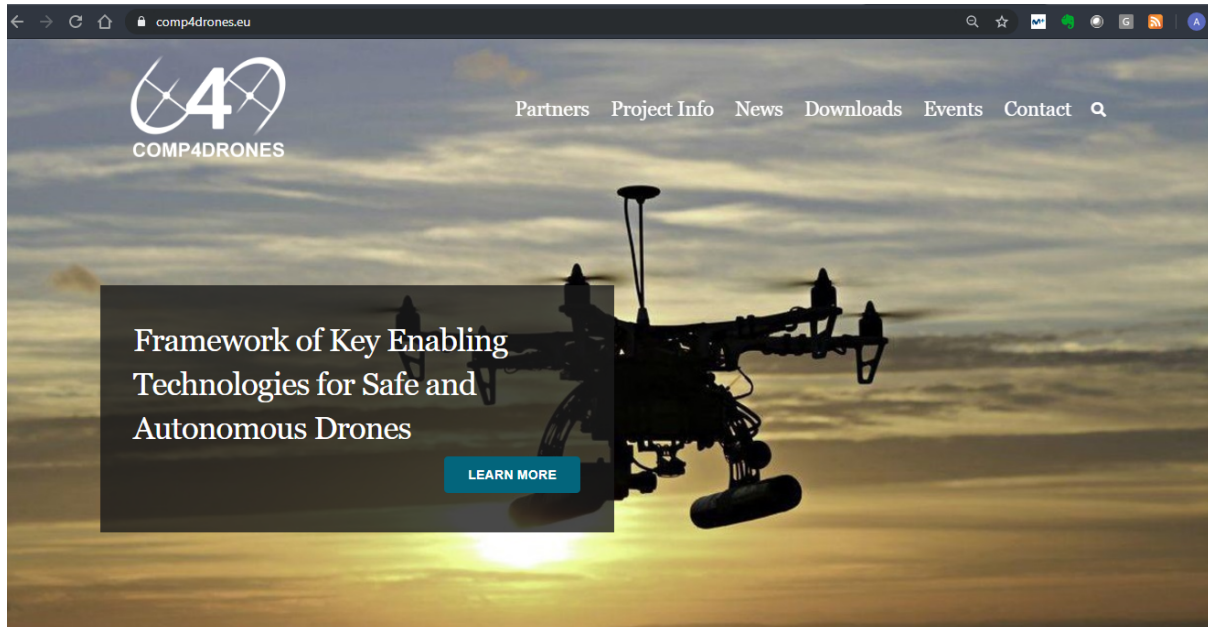 comp4drones.eu
M+
G
A
4
COMP4DRONES
Partners Project Info News Downloads Events Contact
Framework of Key Enabling
Technologies for Safe and
Autonomous Drones
LEARN MORE